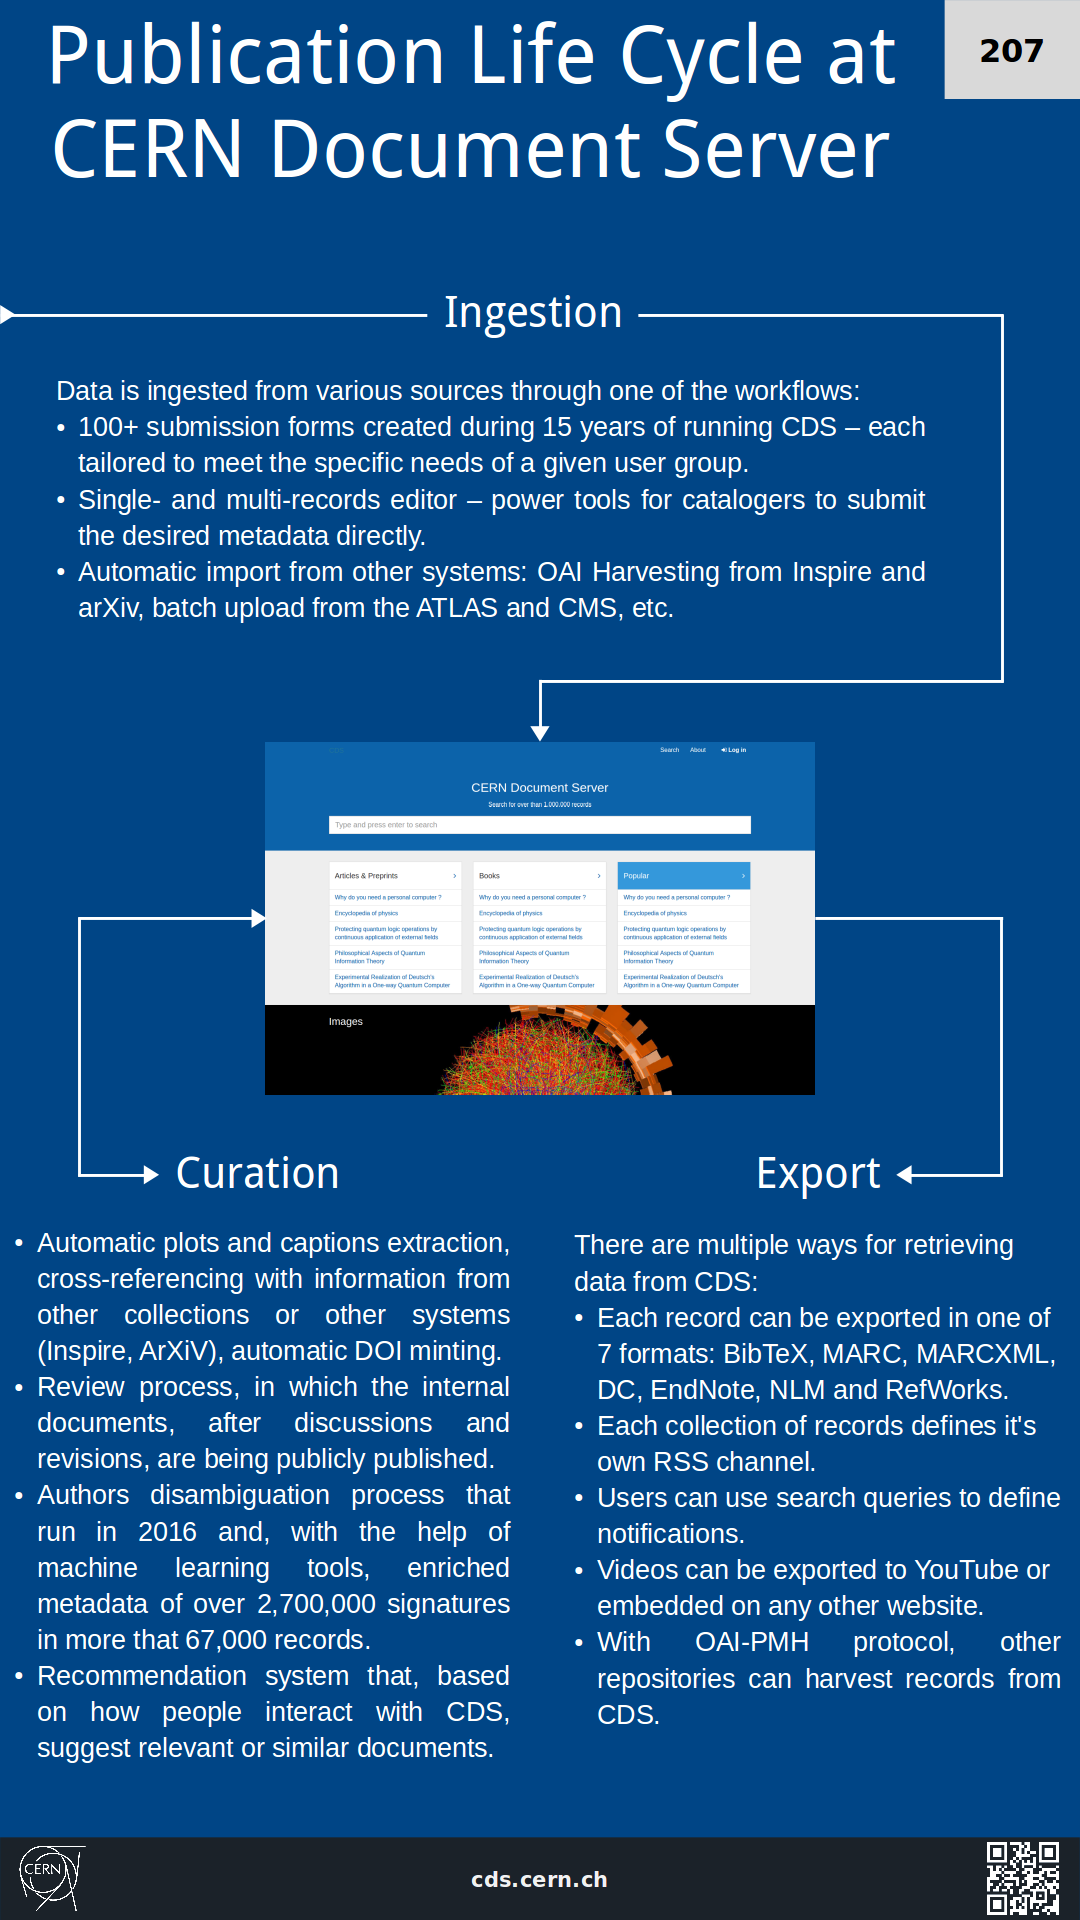 Publication Life Cycle at
CERN Document Server
207
Ingestion
Data is ingested from various sources through one of the workflows:
• 100+ submission forms created during 15 years of running CDS – each
tailored to meet the specific needs of a given user group.
• Single- and multi-records editor – power tools for catalogers to submit
the desired metadata directly.
• Automatic import from other systems: OAI Harvesting from Inspire and
arXiv, batch upload from the ATLAS and CMS, etc.
Search About Log in
CERN Document Server
Search for over than 1.000.000 records
Type and press enter to search
Articles & Preprints ›
Why do you need a personal computer ?
Encyclopedia of physics
Protecting quantum logic operations by
continuous application of external fields
Philosophical Aspects of Quantum
Information Theory
Experimental Realization of Deutsch's
Algorithm in a One-way Quantum Computer
Books ›
Why do you need a personal computer ?
Encyclopedia of physics
Protecting quantum logic operations by
continuous application of external fields
Philosophical Aspects of Quantum
Information Theory
Experimental Realization of Deutsch's
Algorithm in a One-way Quantum Computer
Popular ›
Why do you need a personal computer ?
Encyclopedia of physics
Protecting quantum logic operations by
continuous application of external fields
Philosophical Aspects of Quantum
Information Theory
Experimental Realization of Deutsch's
Algorithm in a One-way Quantum Computer
Images
Curation
• Automatic plots and captions extraction,
cross-referencing with information from
other collections or other systems
(Inspire, ArXiV), automatic DOI minting.
• Review process, in which the internal
documents, after discussions and
revisions, are being publicly published.
• Authors disambiguation process that
run in 2016 and, with the help of
machine learning tools, enriched
metadata of over 2,700,000 signatures
in more that 67,000 records.
• Recommendation system that, based
on how people interact with CDS,
suggest relevant or similar documents.
Export
There are multiple ways for retrieving
data from CDS:
• Each record can be exported in one of
7 formats: BibTeX, MARC, MARCXML,
DC, EndNote, NLM and RefWorks.
• Each collection of records defines it's
own RSS channel.
• Users can use search queries to define
notifications.
• Videos can be exported to YouTube or
embedded on any other website.
• With OAI-PMH protocol, other
repositories can harvest records from
CDS.
CERN
cds.cern.ch